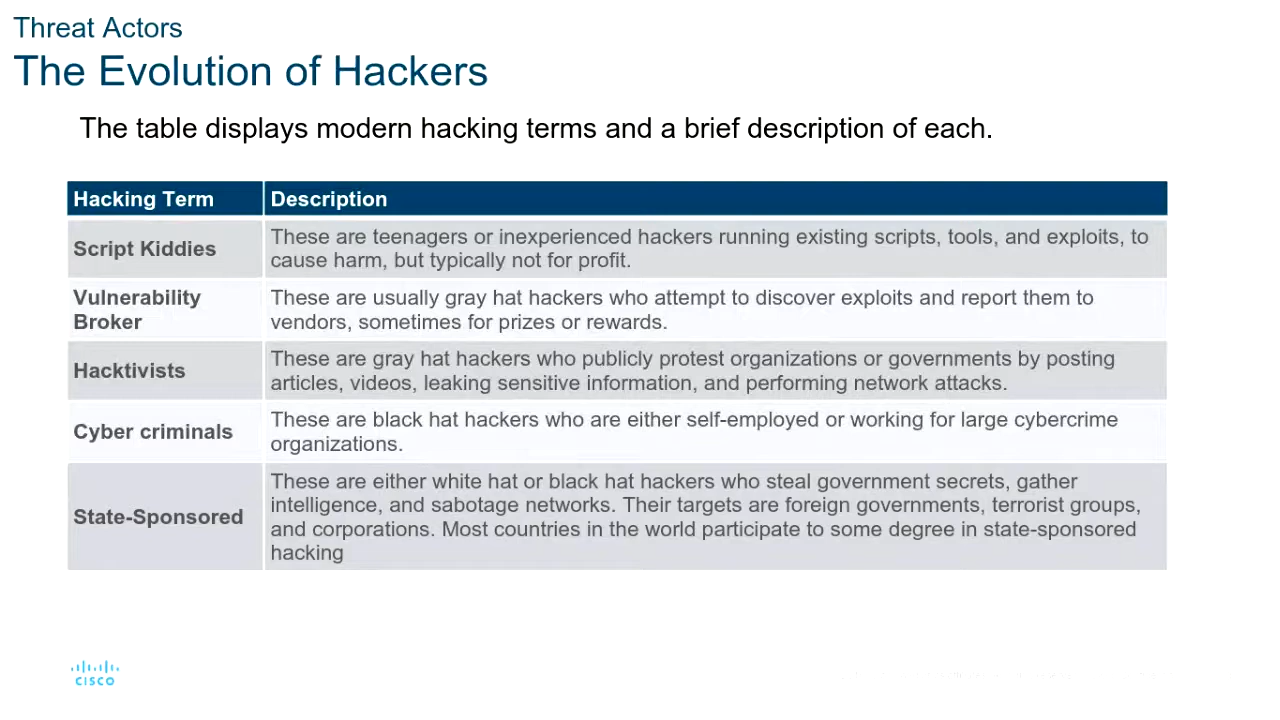 Threat Actors
The Evolution of Hackers
The table displays modern hacking terms and a brief description of each.
Hacking Term
Description
Script Kiddies
These are teenagers or inexperienced hackers running existing scripts, tools, and exploits, to
cause harm, but typically not for profit.
Vulnerability
Broker
These are usually gray hat hackers who attempt to discover exploits and report them to
vendors, sometimes for prizes or rewards.
Hacktivists
These are gray hat hackers who publicly protest organizations or governments by posting
articles, videos, leaking sensitive information, and performing network attacks.
Cyber criminals
These are black hat hackers who are either self-employed or working for large cybercrime
organizations.
State-Sponsored
These are either white hat or black hat hackers who steal government secrets, gather
intelligence, and sabotage networks. Their targets are foreign governments, terrorist groups,
and corporations. Most countries in the world participate to some degree in state-sponsored
hacking
CISCO